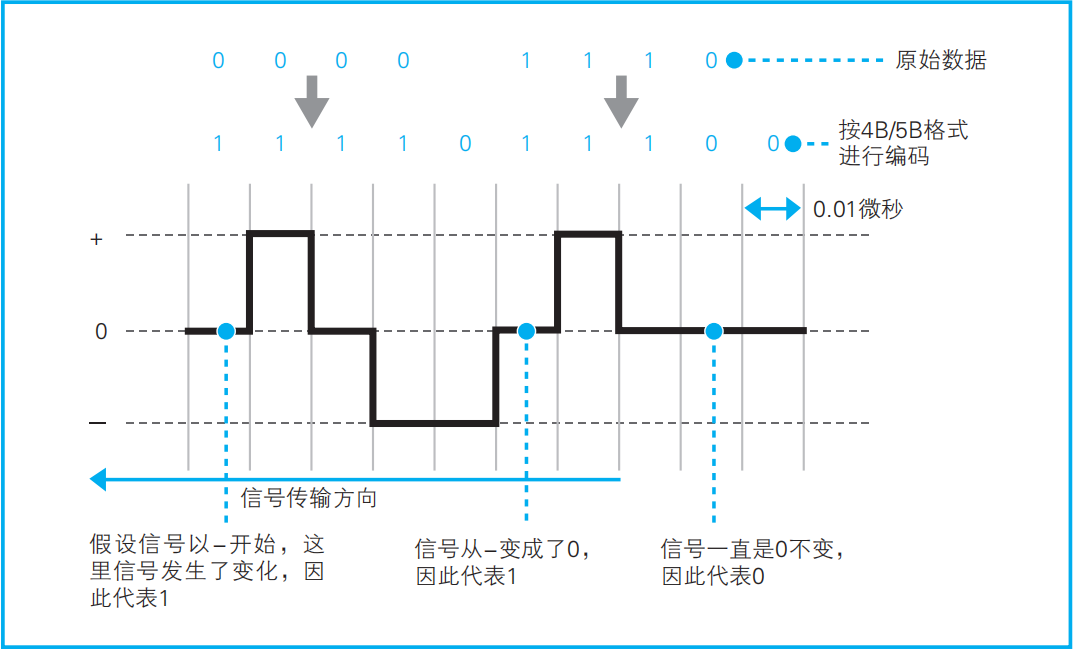 0 0 0 0 1 1 1 0 原始数据
1 1 1 1 0 1 1 1 0 0 按4B/5B格式
进行编码
0.01微秒
+
0
—
信号传输方向
假设信号以–开始，这
里信号发生了变化，因
此代表1
信号从–变成了0，
因此代表1
信号一直是0不变，
因此代表0